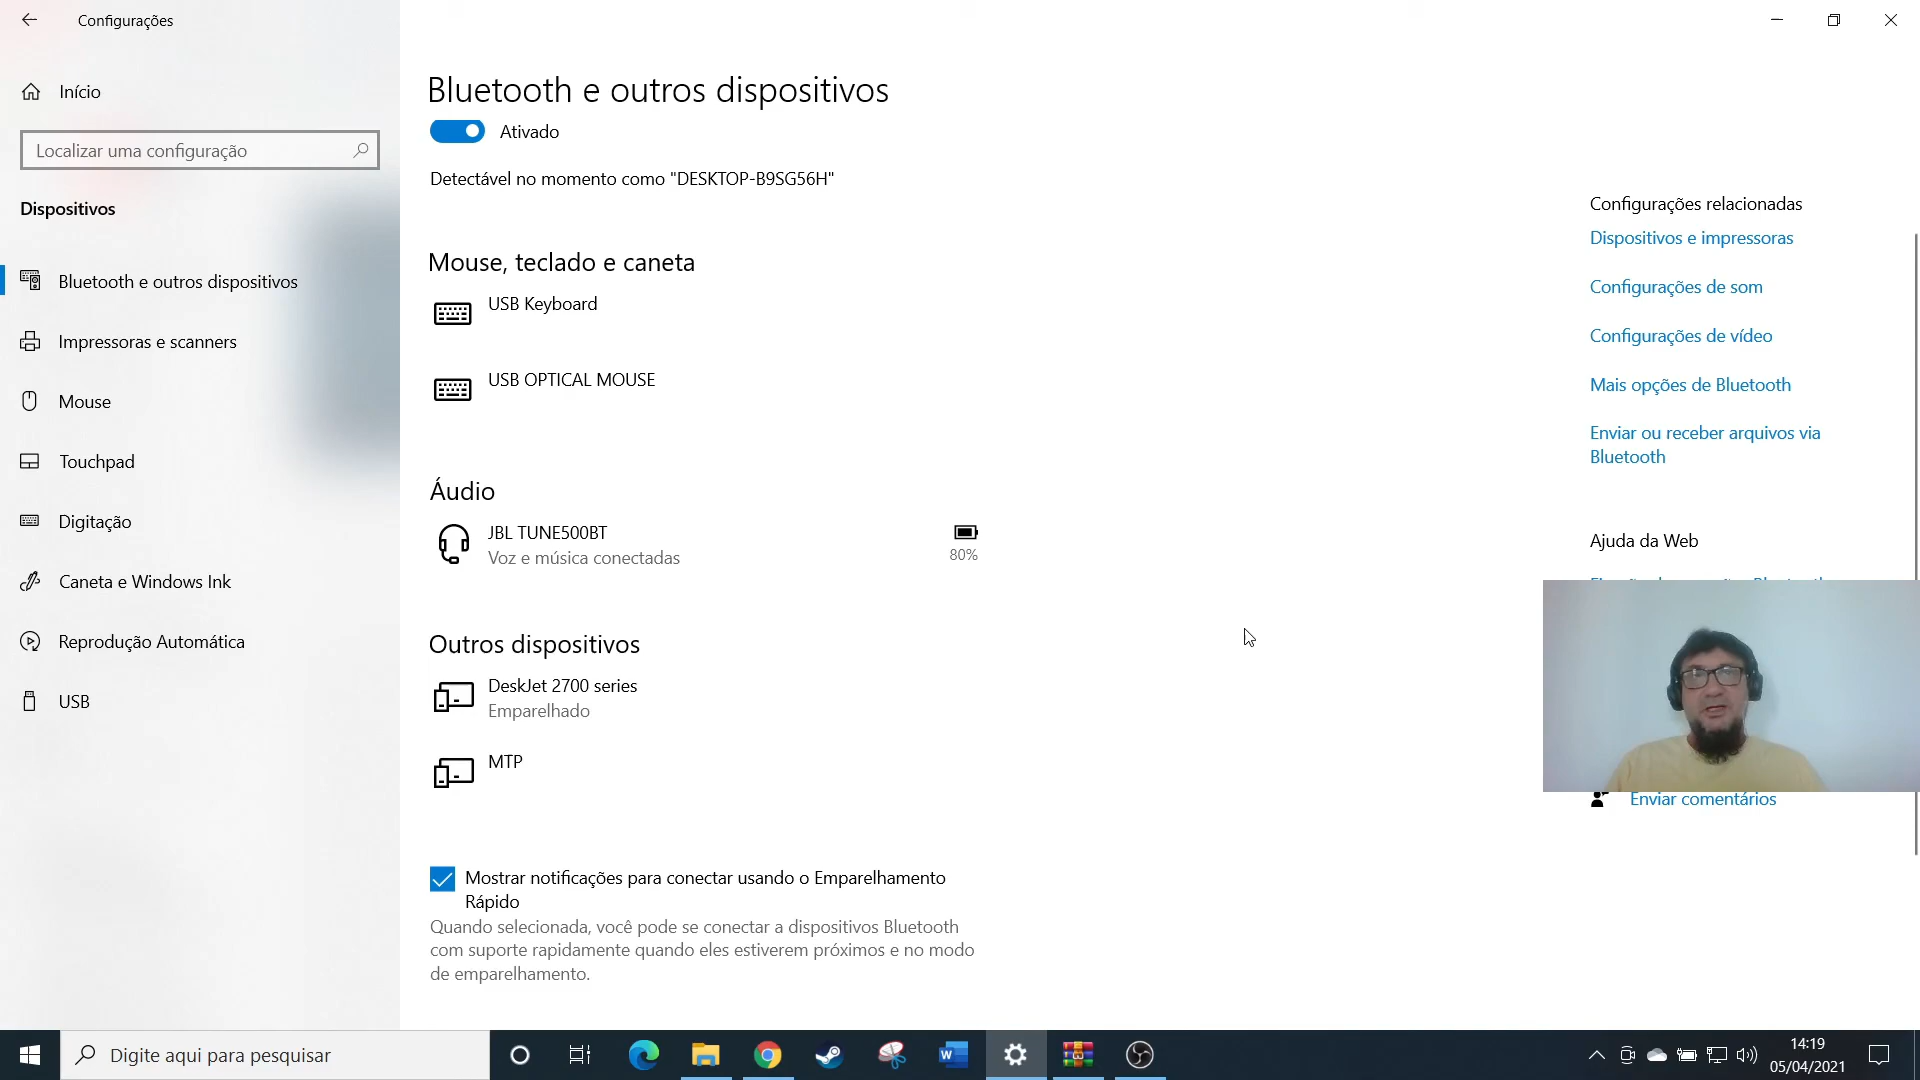 Configurações
Início
Localizar uma configuração
Dispositivos
Bluetooth e outros dispositivos
Impressoras e scanners
Mouse
Touchpad
Digitação
Caneta e Windows Ink
Reprodução Automática
USB
Bluetooth e outros dispositivos
Ativado
Detectável no momento como "DESKTOP-B9SG56H"
Mouse, teclado e caneta
USB Keyboard
USB OPTICAL MOUSE
Áudio
JBL TUNE500BT
Voz e música conectadas
80%
Outros dispositivos
DeskJet 2700 series
Emparelhado
MTP
Mostrar notificações para conectar usando o Emparelhamento
Rápido
Quando selecionada, você pode se conectar a dispositivos Bluetooth
com suporte rapidamente quando eles estiverem próximos e no modo
de emparelhamento.
Configurações relacionadas
Dispositivos e impressoras
Configurações de som
Configurações de vídeo
Mais opções de Bluetooth
Enviar ou receber arquivos via
Bluetooth
Ajuda da Web
Enviar comentários
Digite aqui para pesquisar
14:19
05/04/2021